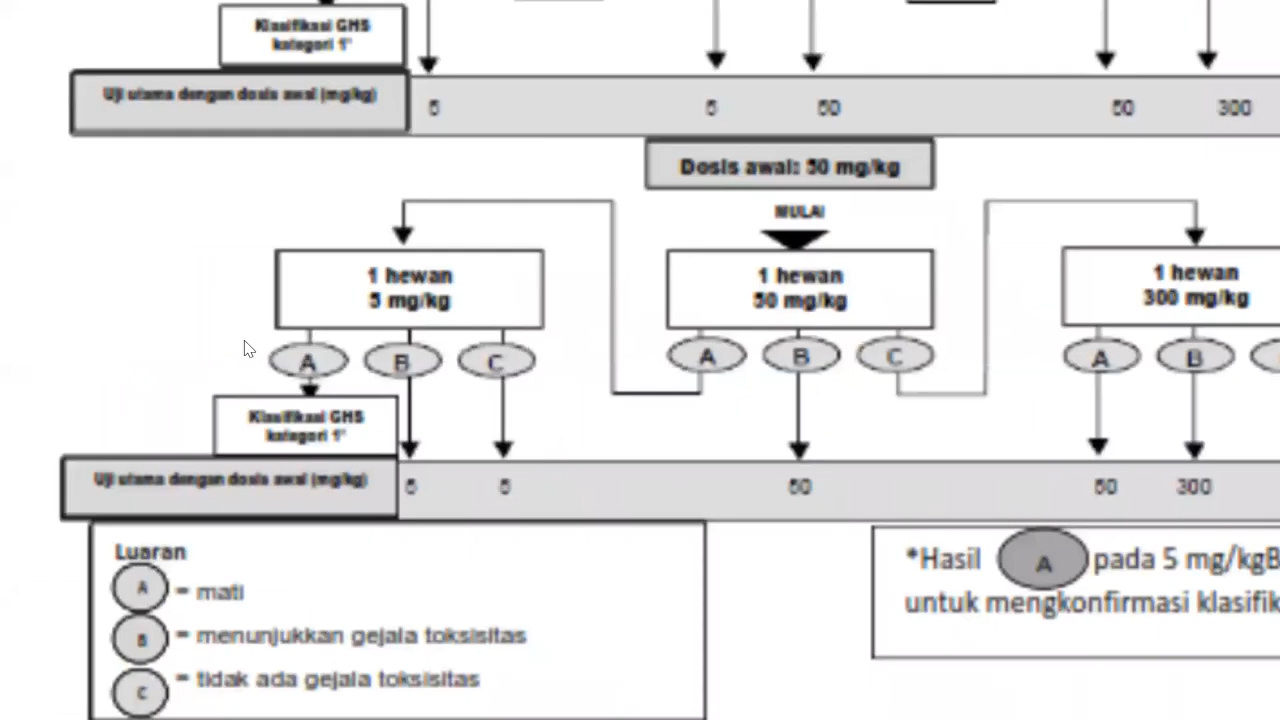 Klasifikasi GHS
kategori 1*
Uji utama dengan dosis awal (mg/kg)
5 5 50 50 300
Dosis awal: 50 mg/kg
MULAI
1 hewan
5 mg/kg
1 hewan
50 mg/kg
1 hewan
300 mg/kg
A B C A B C A B
Klasifikasi GHS
kategori 1*
Uji utama dengan dosis awal (mg/kg)
5 5 50 50 300
Luaran
A = mati
B = menunjukkan gejala toksisitas
C = tidak ada gejala toksisitas
*Hasil A pada 5 mg/kgB
untuk mengkonfirmasi klasifik